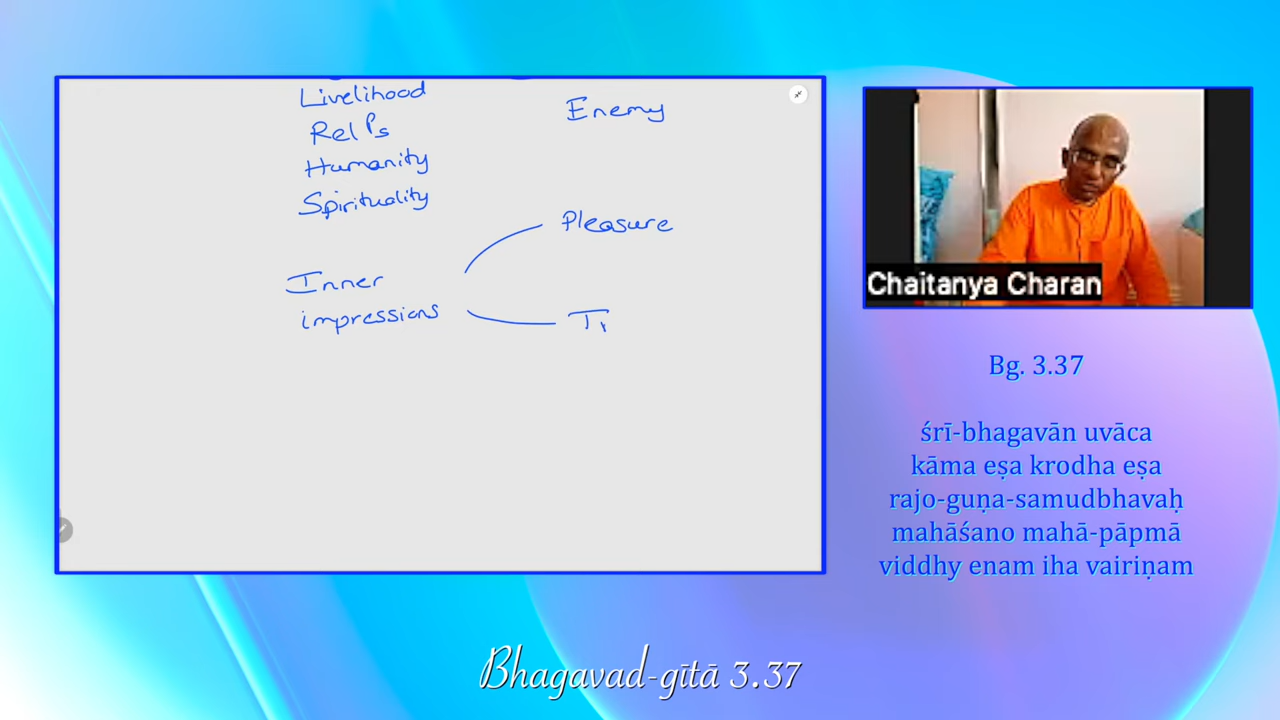 Livelihood
Rel Ps
Humanity
Spirituality
Enemy
Inner
impressions
Pleasure
Chaitanya Charan
Bg. 3.37
śrī-bhagavān uvāca
kāma eṣa krodha eṣa
rajo-guṇa-samudbhavaḥ
mahāśano mahā-pāpmā
viddhy enam iha vairiṇam
Bhagavad-gītā 3.37